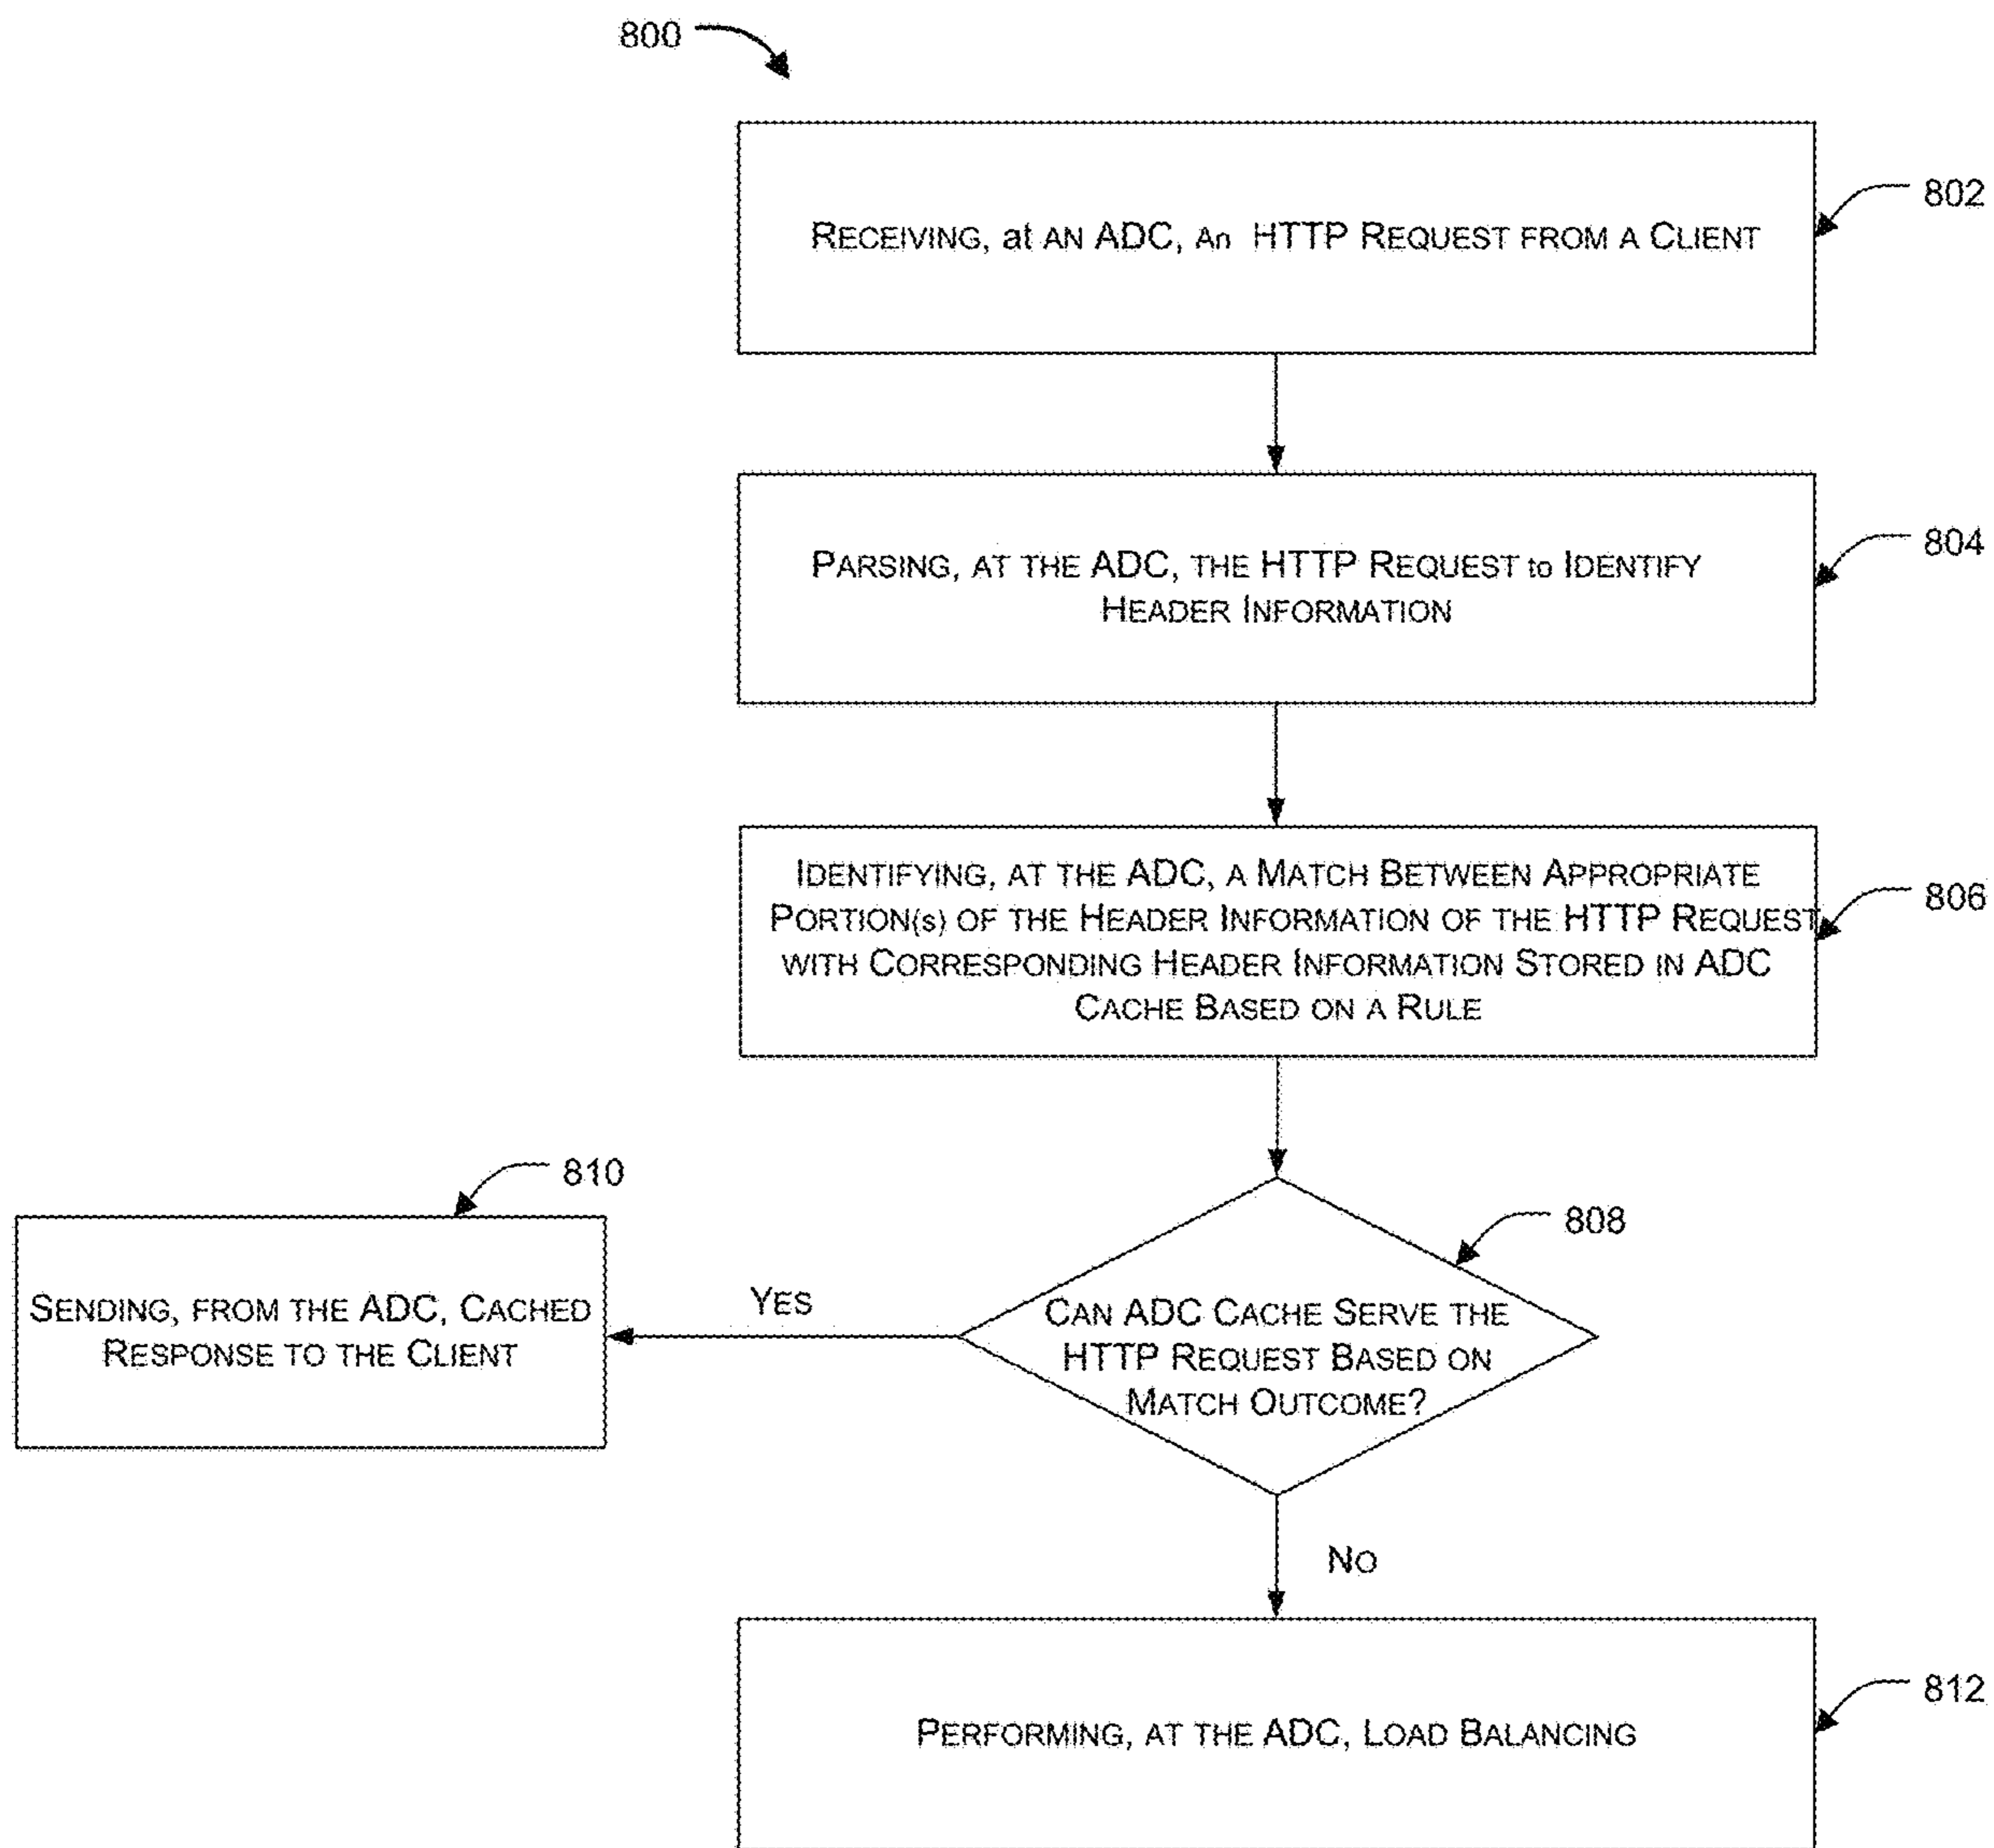 800
RECEIVING, at AN ADC, An HTTP REQUEST FROM A CLIENT
802
PARSING, AT THE ADC, THE HTTP REQUEST to IDENTIFY
HEADER INFORMATION
804
IDENTIFYING, AT THE ADC, A MATCH BETWEEN APPROPRIATE
PORTION(s) OF THE HEADER INFORMATION OF THE HTTP REQUEST
WITH CORRESPONDING HEADER INFORMATION STORED IN ADC
CACHE BASED ON A RULE
806
810
SENDING, FROM THE ADC, CACHED
RESPONSE TO THE CLIENT
YES
808
CAN ADC CACHE SERVE THE
HTTP REQUEST BASED ON
MATCH OUTCOME?
NO
PERFORMING, AT THE ADC, LOAD BALANCING
812